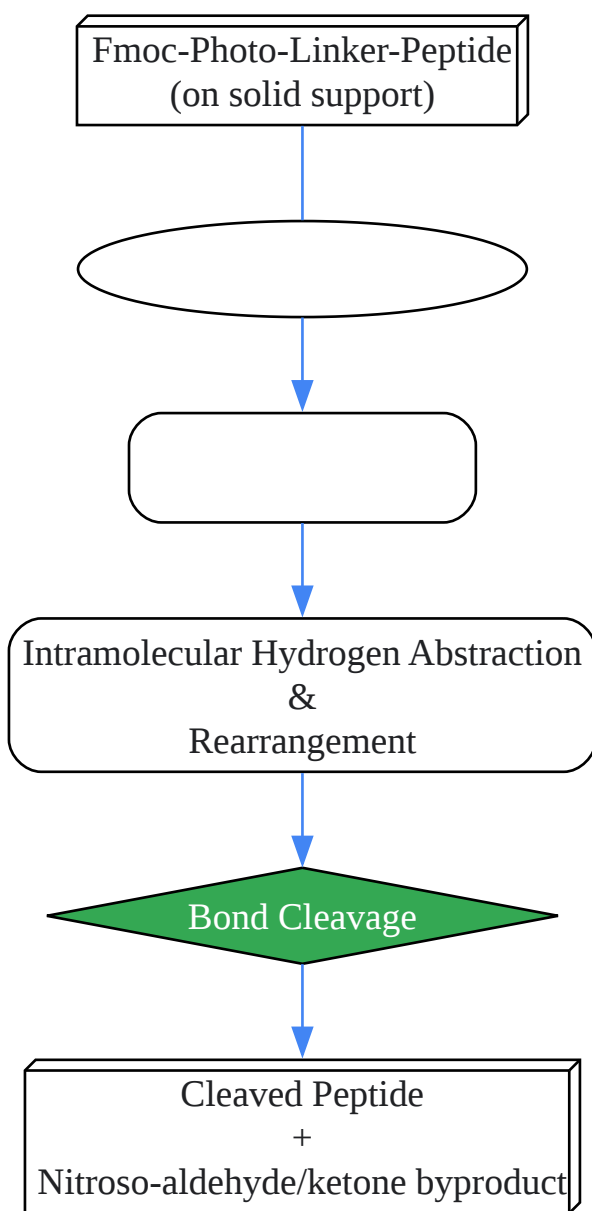 Fmoc-Photo-Linker-Peptide
(on solid support)
Intramolecular Hydrogen Abstraction
&
Rearrangement
Bond Cleavage
Cleaved Peptide
+
Nitroso-aldehyde/ketone byproduct